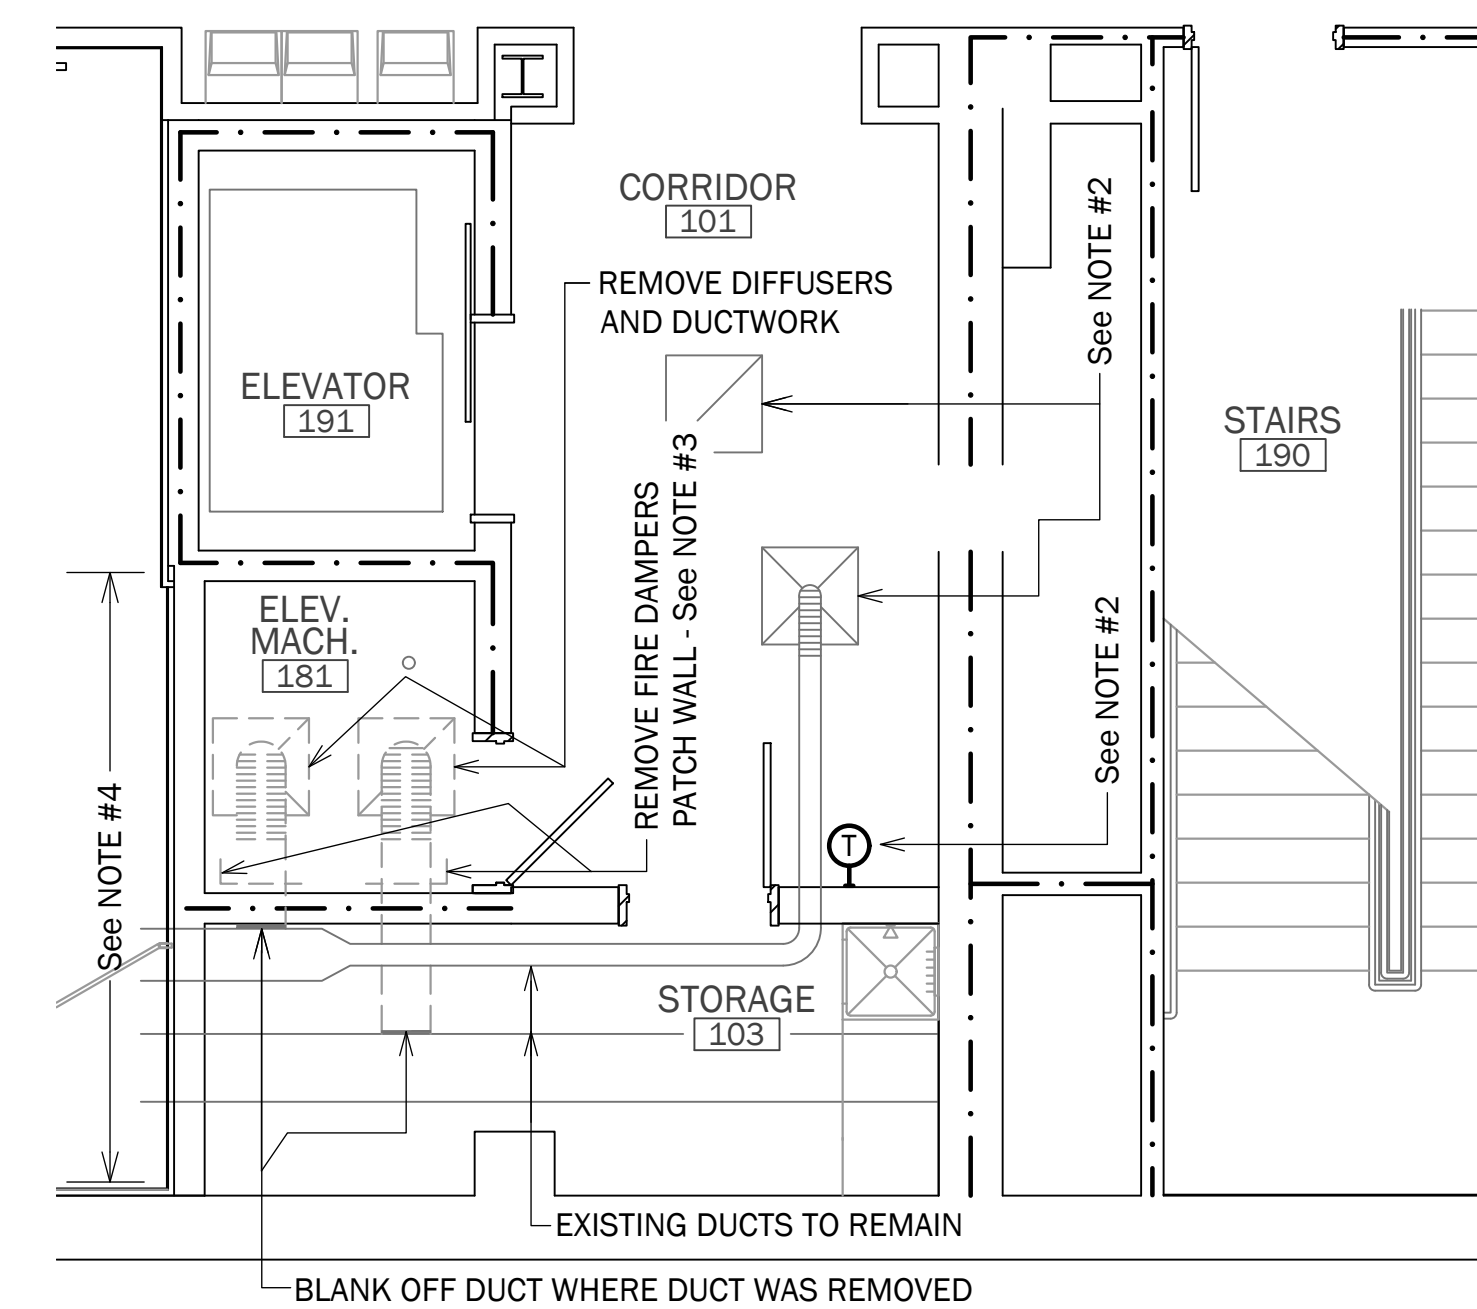 CORRIDOR
101
REMOVE DIFFUSERS
AND DUCTWORK
See NOTE #2
ELEVATOR
191
STAIRS
190
REMOVE FIRE DAMPERS
PATCH WALL - See NOTE #3
ELEV.
MACH.
181
See NOTE #2
See NOTE #4
T
STORAGE
103
EXISTING DUCTS TO REMAIN
BLANK OFF DUCT WHERE DUCT WAS REMOVED